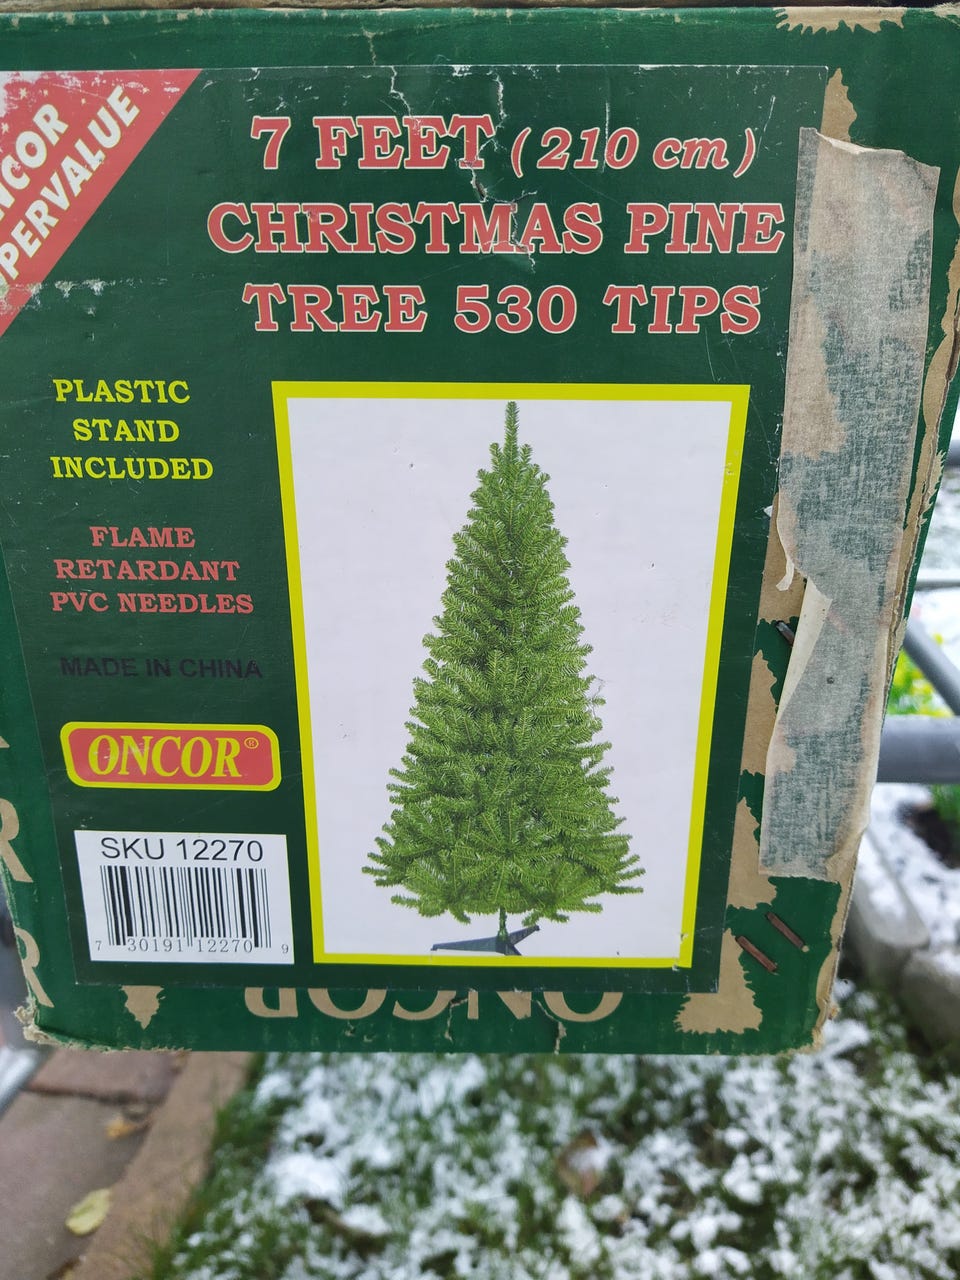 7 FEET (210 cm)
CHRISTMAS PINE
TREE 530 TIPS
PLASTIC
STAND
INCLUDED
FLAME
RETARDANT
PVC NEEDLES
MADE IN CHINA
ONCOR®
SKU 12270
7 30191 12270 9
ONCOR